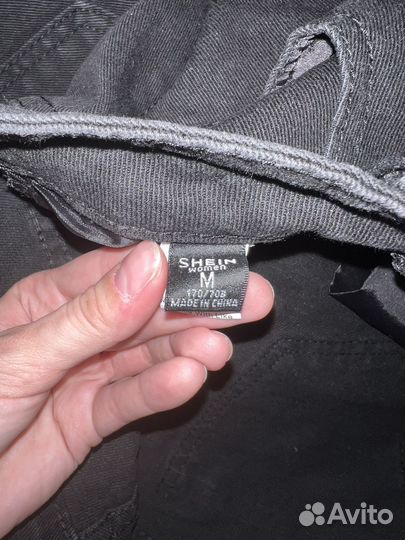 SHEIN
women
M
170/70B
MADE IN CHINA
Avito